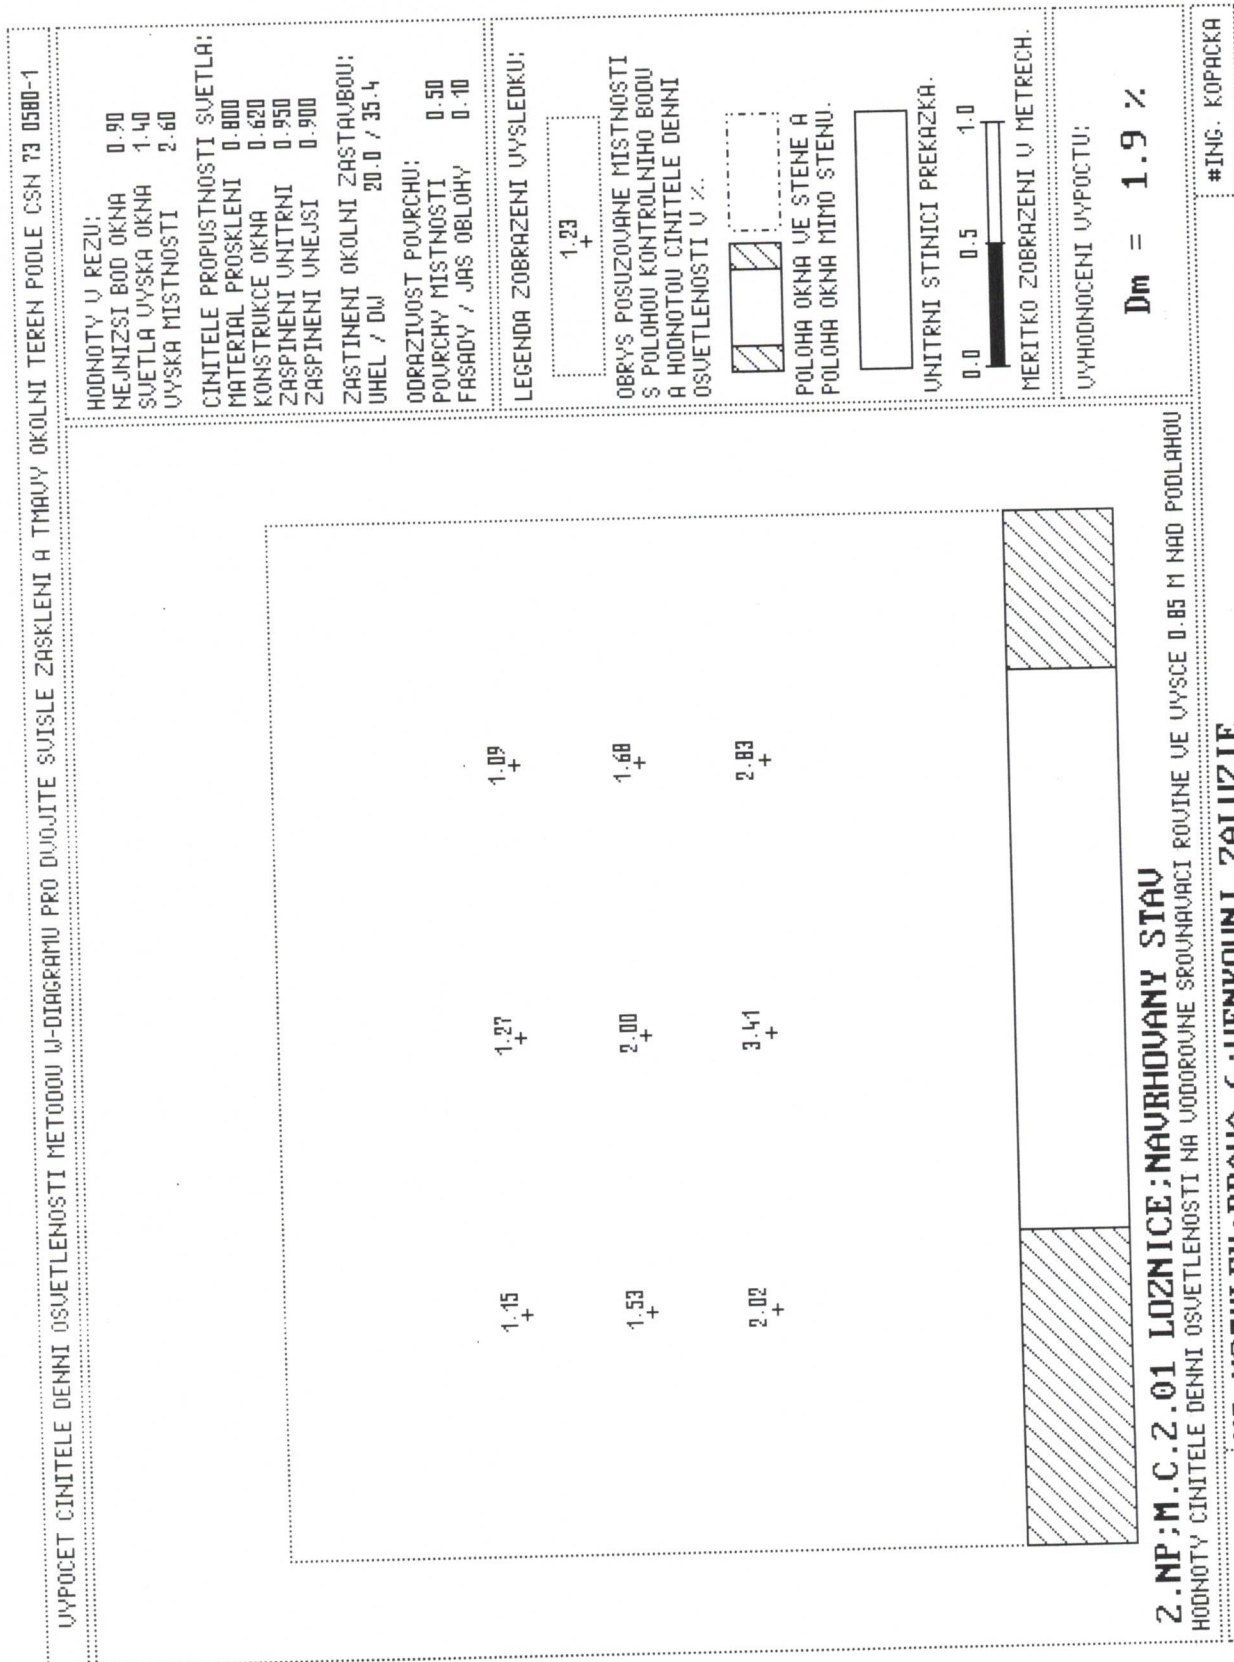 VYPOCET CINITELE DENNI OSVETLENOSTI METODOU W-DIAGRAMU PRO DVOJITE SVISLE ZASKLENI A TMAVY OKOLNI TEREN PODLE CSN 73 0580-1
1.15
1.27
1.09
1.53
2.00
1.68
2.02
3.41
2.83
2.NP;M.C.2.01 LOZNICE;NAVRHOVANY STAV
HODNOTY CINITELE DENNI OSVETLENOSTI NA VODOROVNE SROVNAVACI ROVINE VE VYSCE 0.85 M NAD PODLAHOU
HODNOTY V REZU:
NEJNIZSI BOD OKNA 0.90
SVETLA VYSKA OKNA 1.40
VYSKA MISTNOSTI 2.60
CINITELE PROPUSTNOSTI SVETLA:
MATERIAL PROSKLENI 0.800
KONSTRUKCE OKNA 0.620
ZASPINENI VNITRNI 0.950
ZASPINENI VNEJSI 0.900
ZASTINENI OKOLNI ZASTAVBOU:
UHEL / DW 20.0 / 35.4
ODRAZIVOST POVRCHU:
POVRCHY MISTNOSTI 0.50
FASADY / JAS OBLOHY 0.10
LEGENDA ZOBRAZENI VYSLEDKU:
1.23
OBRYS POSUZOVANE MISTNOSTI
S POLOHOU KONTROLNIHO BODU
A HODNOTOU CINITELE DENNI
OSVETLENOSTI V %.
POLOHA OKNA VE STENE A
POLOHA OKNA MIMO STENU.
VNITRNI STINICI PREKAZKA.
0.0 0.5 1.0
MERITKO ZOBRAZENI V METRECH.
VYHODNOCENI VYPOCTU:
Dm = 1.9 %
#ING. KOPACKA
ZALUZIE